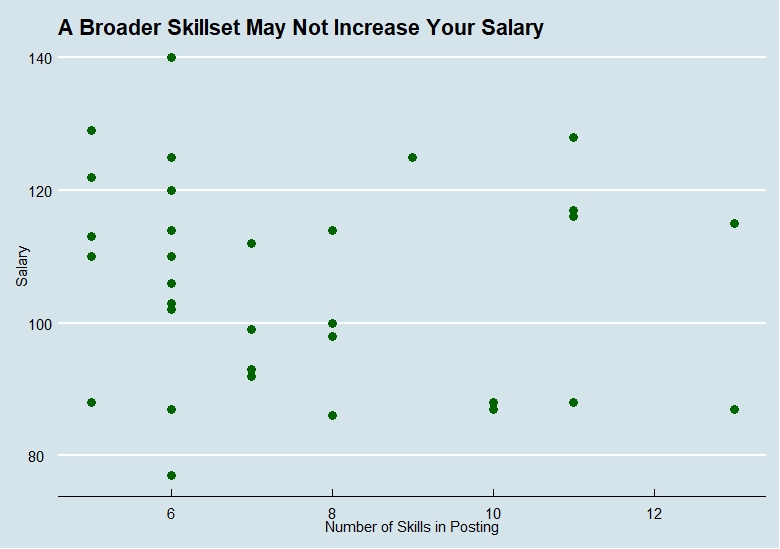 A Broader Skillset May Not Increase Your Salary
140
120
100
80
Salary
6 8 10 12
Number of Skills in Posting